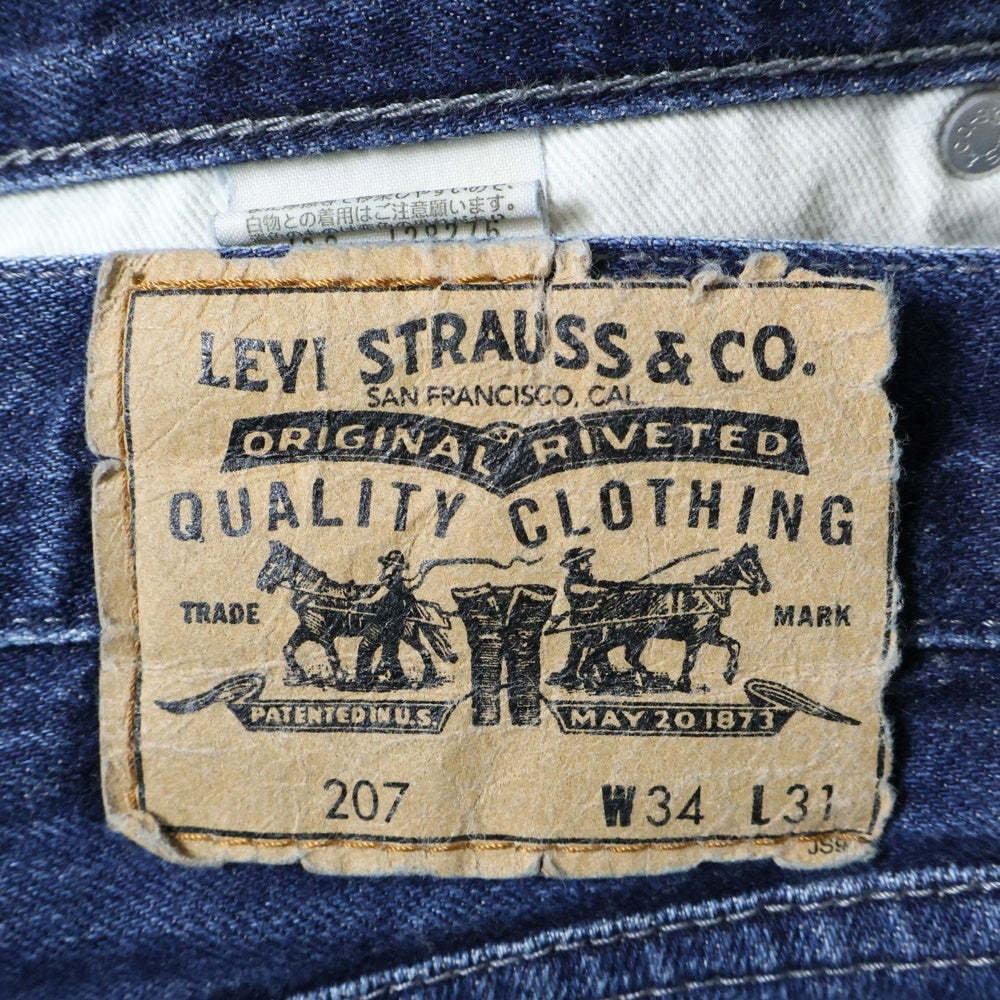 白物との着用はご注意願います。
128276
LEVI STRAUSS & CO.
SAN FRANCISCO, CAL.
ORIGINAL RIVETED
QUALITY CLOTHING
TRADE MARK
PATENTED IN U.S. MAY 20 1873
207 W34 L31